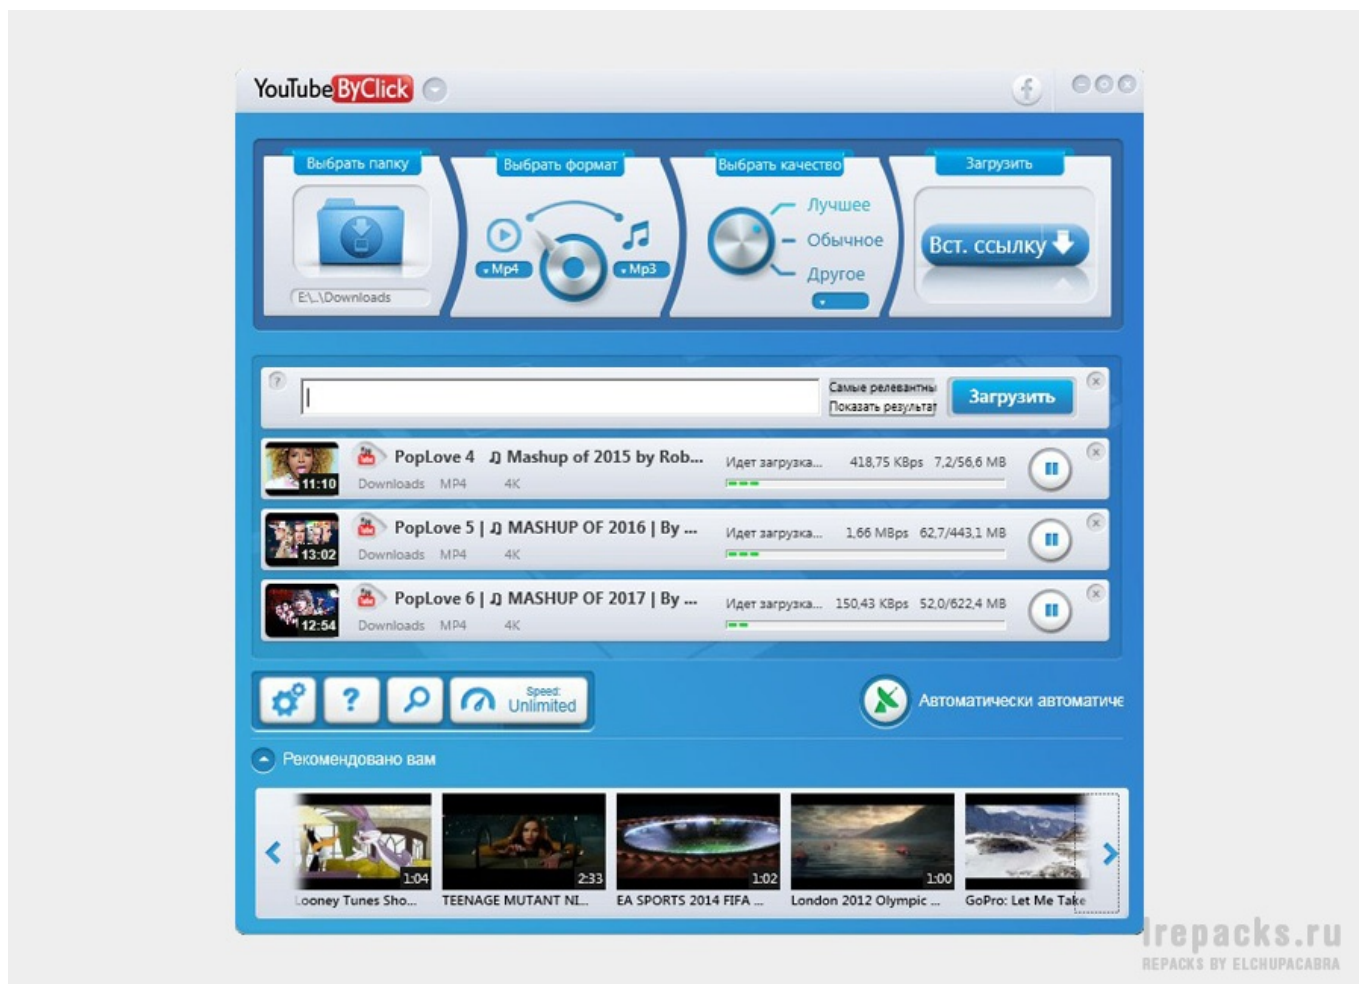 YouTube ByClick
Выбрать папку
Выбрать формат
Выбрать качество
Загрузить
Mp4
Mp3
Лучшее
Обычное
Другое
Вст. ссылку
E:\..\Downloads
Самые релевантны
Показать результат
Загрузить
11:10
PopLove 4 ♫ Mashup of 2015 by Rob...
Downloads MP4 4K
Идет загрузка... 418,75 KBps 7,2/56,6 MB
13:02
PopLove 5 | ♫ MASHUP OF 2016 | By ...
Downloads MP4 4K
Идет загрузка... 1,66 MBps 62,7/443,1 MB
12:54
PopLove 6 | ♫ MASHUP OF 2017 | By ...
Downloads MP4 4K
Идет загрузка... 150,43 KBps 52,0/622,4 MB
Speed:
Unlimited
Автоматически автоматиче
Рекомендовано вам
1:04
2:33
1:02
1:00
Looney Tunes Sho...
TEENAGE MUTANT NI...
EA SPORTS 2014 FIFA ...
London 2012 Olympic ...
GoPro: Let Me Take
lrepacks.ru
REPACKS BY ELCHUPACABRA